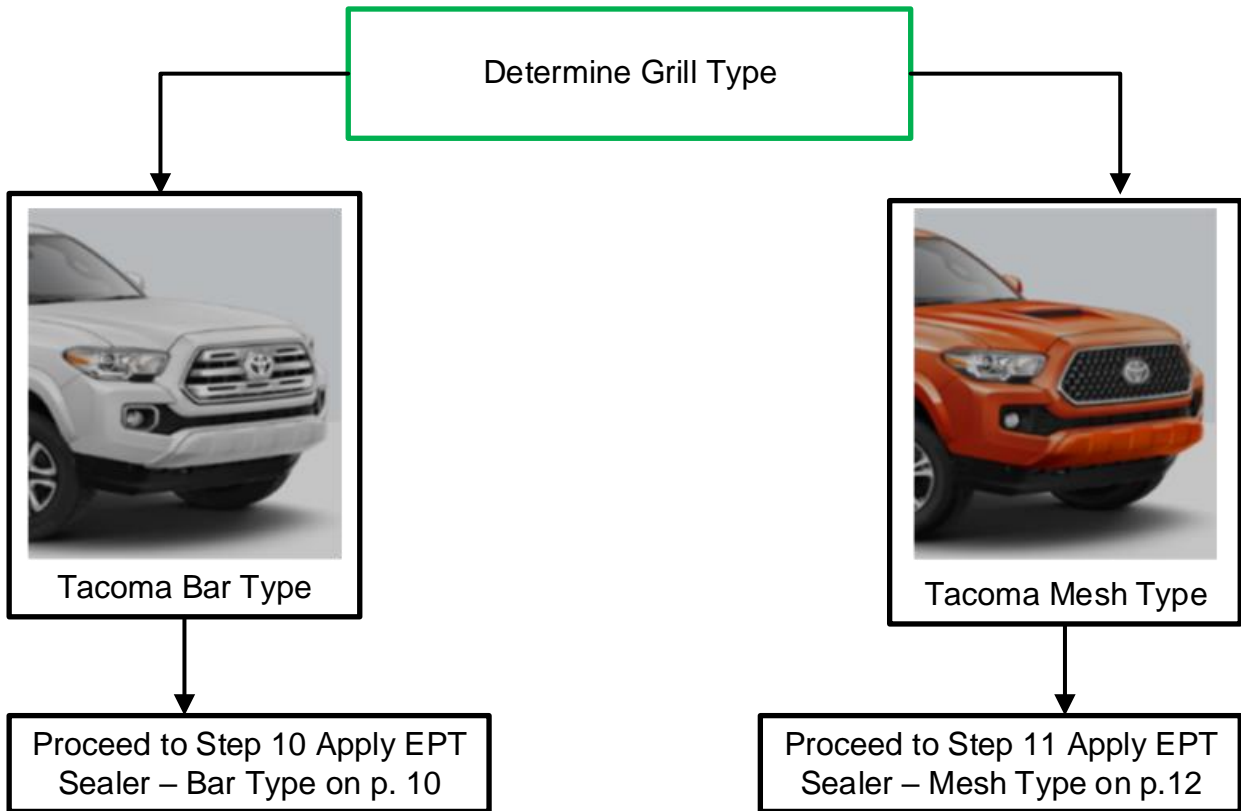 Determine Grill Type
Tacoma Bar Type
Tacoma Mesh Type
Proceed to Step 10 Apply EPT
Sealer – Bar Type on p. 10
Proceed to Step 11 Apply EPT
Sealer – Mesh Type on p.12